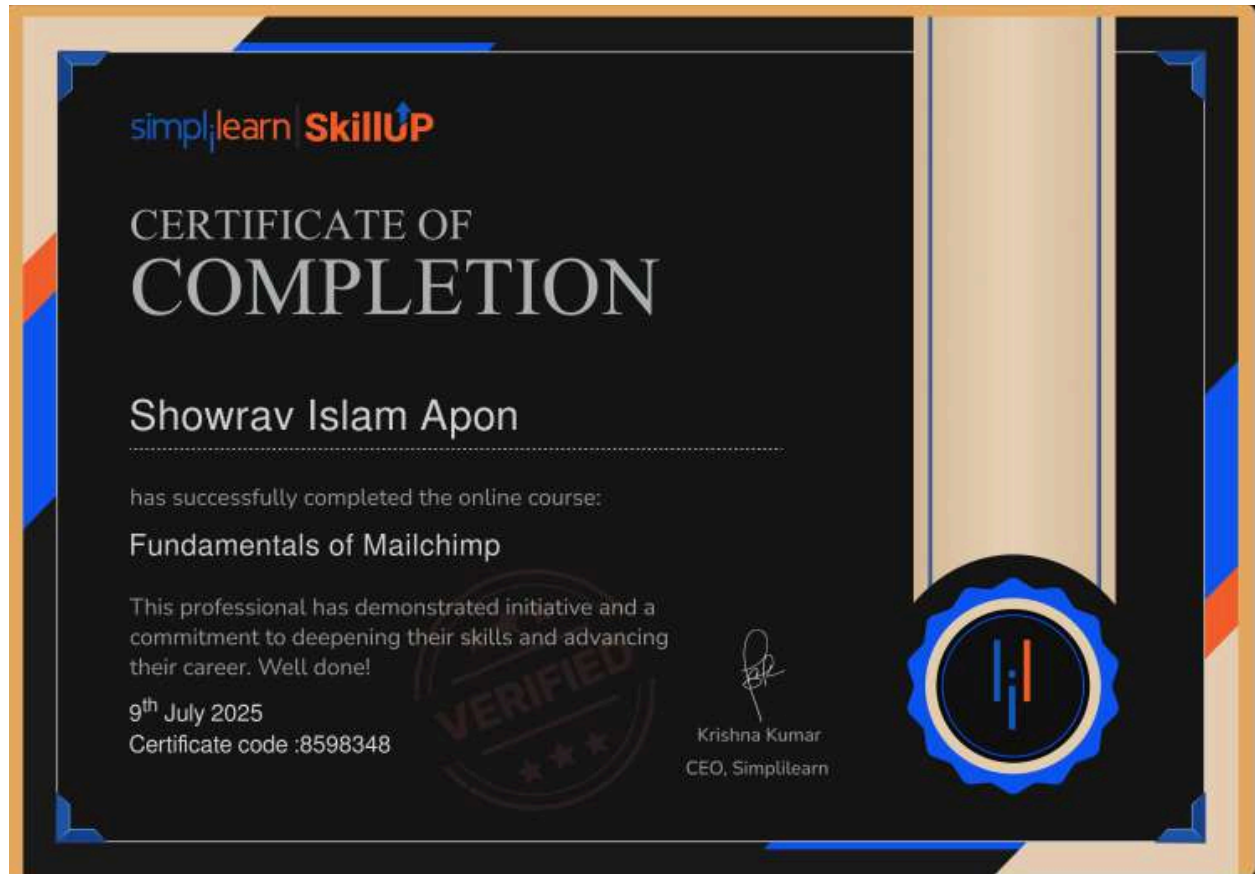 simplilearn SkillUP
CERTIFICATE OF
COMPLETION
Showrav Islam Apon
has successfully completed the online course:
Fundamentals of Mailchimp
This professional has demonstrated initiative and a
commitment to deepening their skills and advancing
their career. Well done!
VERIFIED
9th July 2025
Certificate code :8598348
Krishna Kumar
CEO, Simplilearn